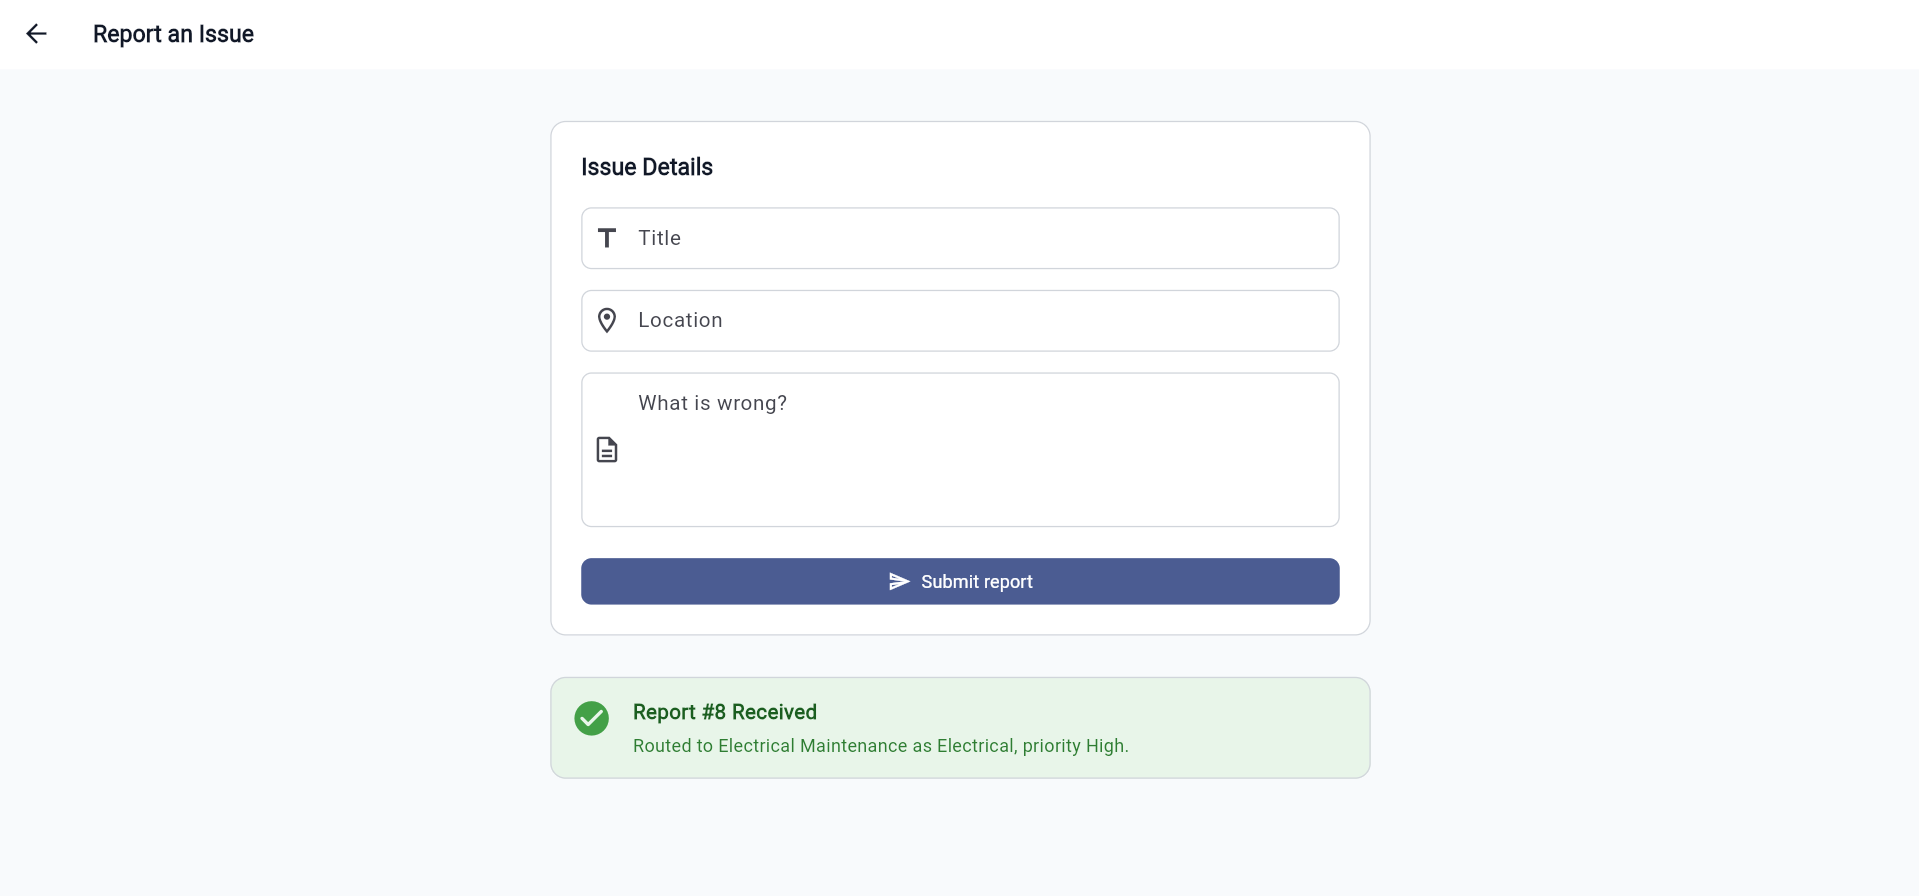 Report an Issue
Issue Details
Title
Location
What is wrong?
Submit report
Report #8 Received
Routed to Electrical Maintenance as Electrical, priority High.